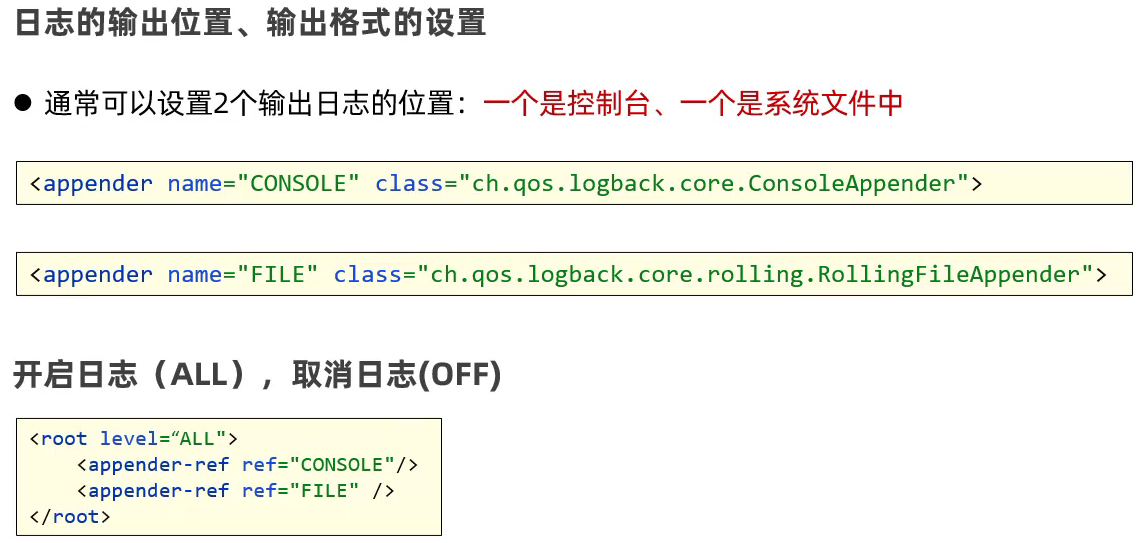 日志的输出位置、输出格式的设置
● 通常可以设置2个输出日志的位置：一个是控制台、一个是系统文件中
<appender name="CONSOLE" class="ch.qos.logback.core.ConsoleAppender">
<appender name="FILE" class="ch.qos.logback.core.rolling.RollingFileAppender">
开启日志（ALL），取消日志(OFF)
<root level=“ALL">
    <appender-ref ref="CONSOLE"/>
    <appender-ref ref="FILE" />
</root>